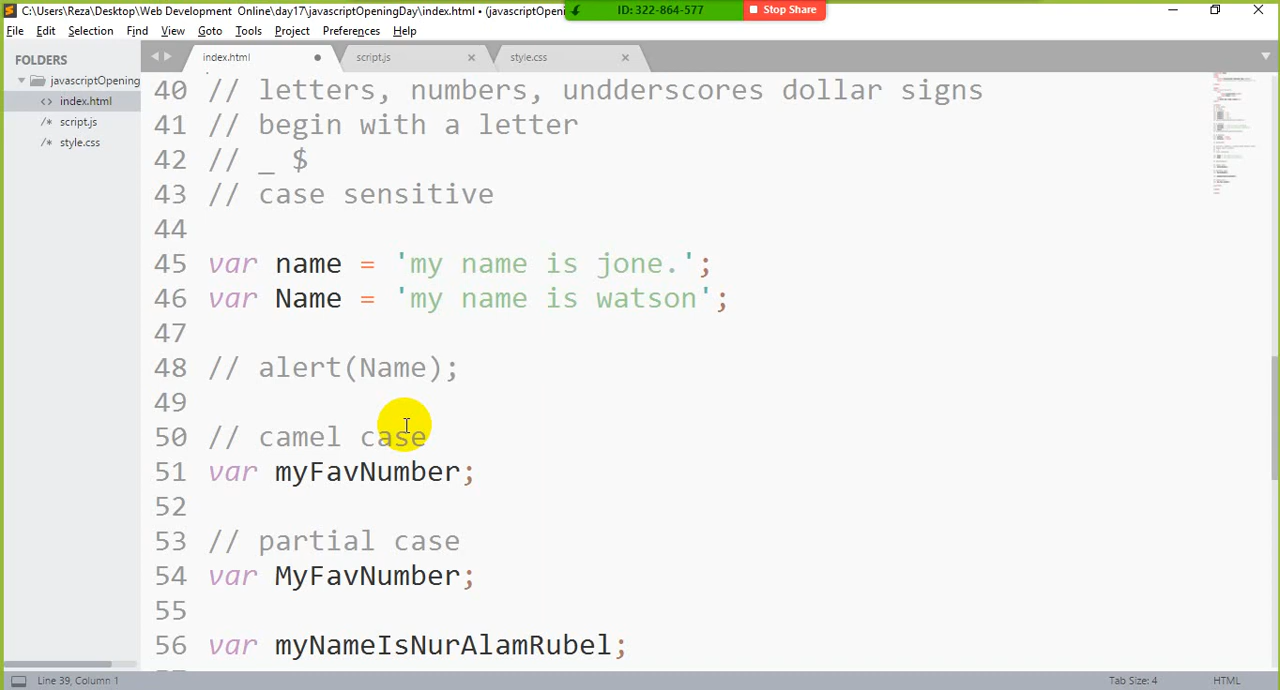 C:\Users\Reza\Desktop\Web Development Online\day17\javascriptOpeningDay\index.html • (javascriptOpeni
ID: 322-864-577
Stop Share
File Edit Selection Find View Goto Tools Project Preferences Help
FOLDERS
javascriptOpening
<> index.html
/* script.js
/* style.css
index.html
script.js
style.css
40 // letters, numbers, undderscores dollar signs
41 // begin with a letter
42 // _ $
43 // case sensitive
44
45 var name = 'my name is jone.';
46 var Name = 'my name is watson';
47
48 // alert(Name);
49
50 // camel case
51 var myFavNumber;
52
53 // partial case
54 var MyFavNumber;
55
56 var myNameIsNurAlamRubel;
Line 39, Column 1
Tab Size: 4
HTML